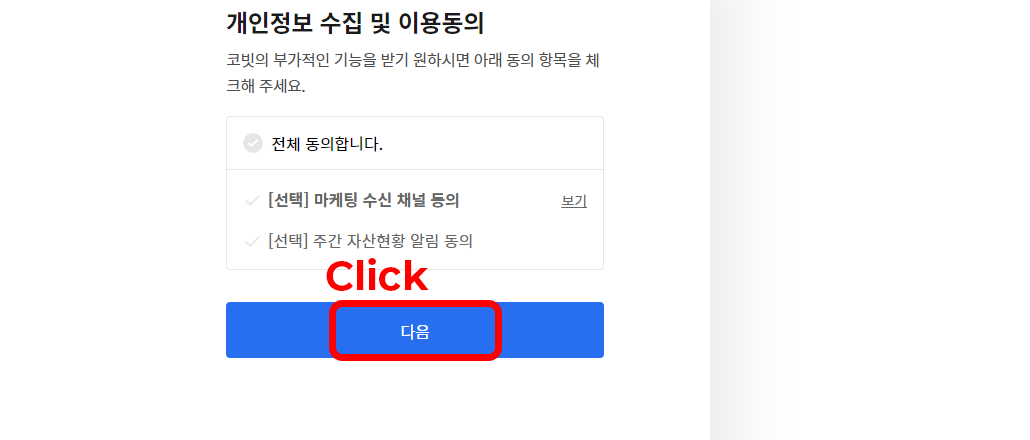 개인정보 수집 및 이용동의
코빗의 부가적인 기능을 받기 원하시면 아래 동의 항목을 체
크해 주세요.
전체 동의합니다.
[선택] 마케팅 수신 채널 동의 보기
[선택] 주간 자산현황 알림 동의
Click
다음